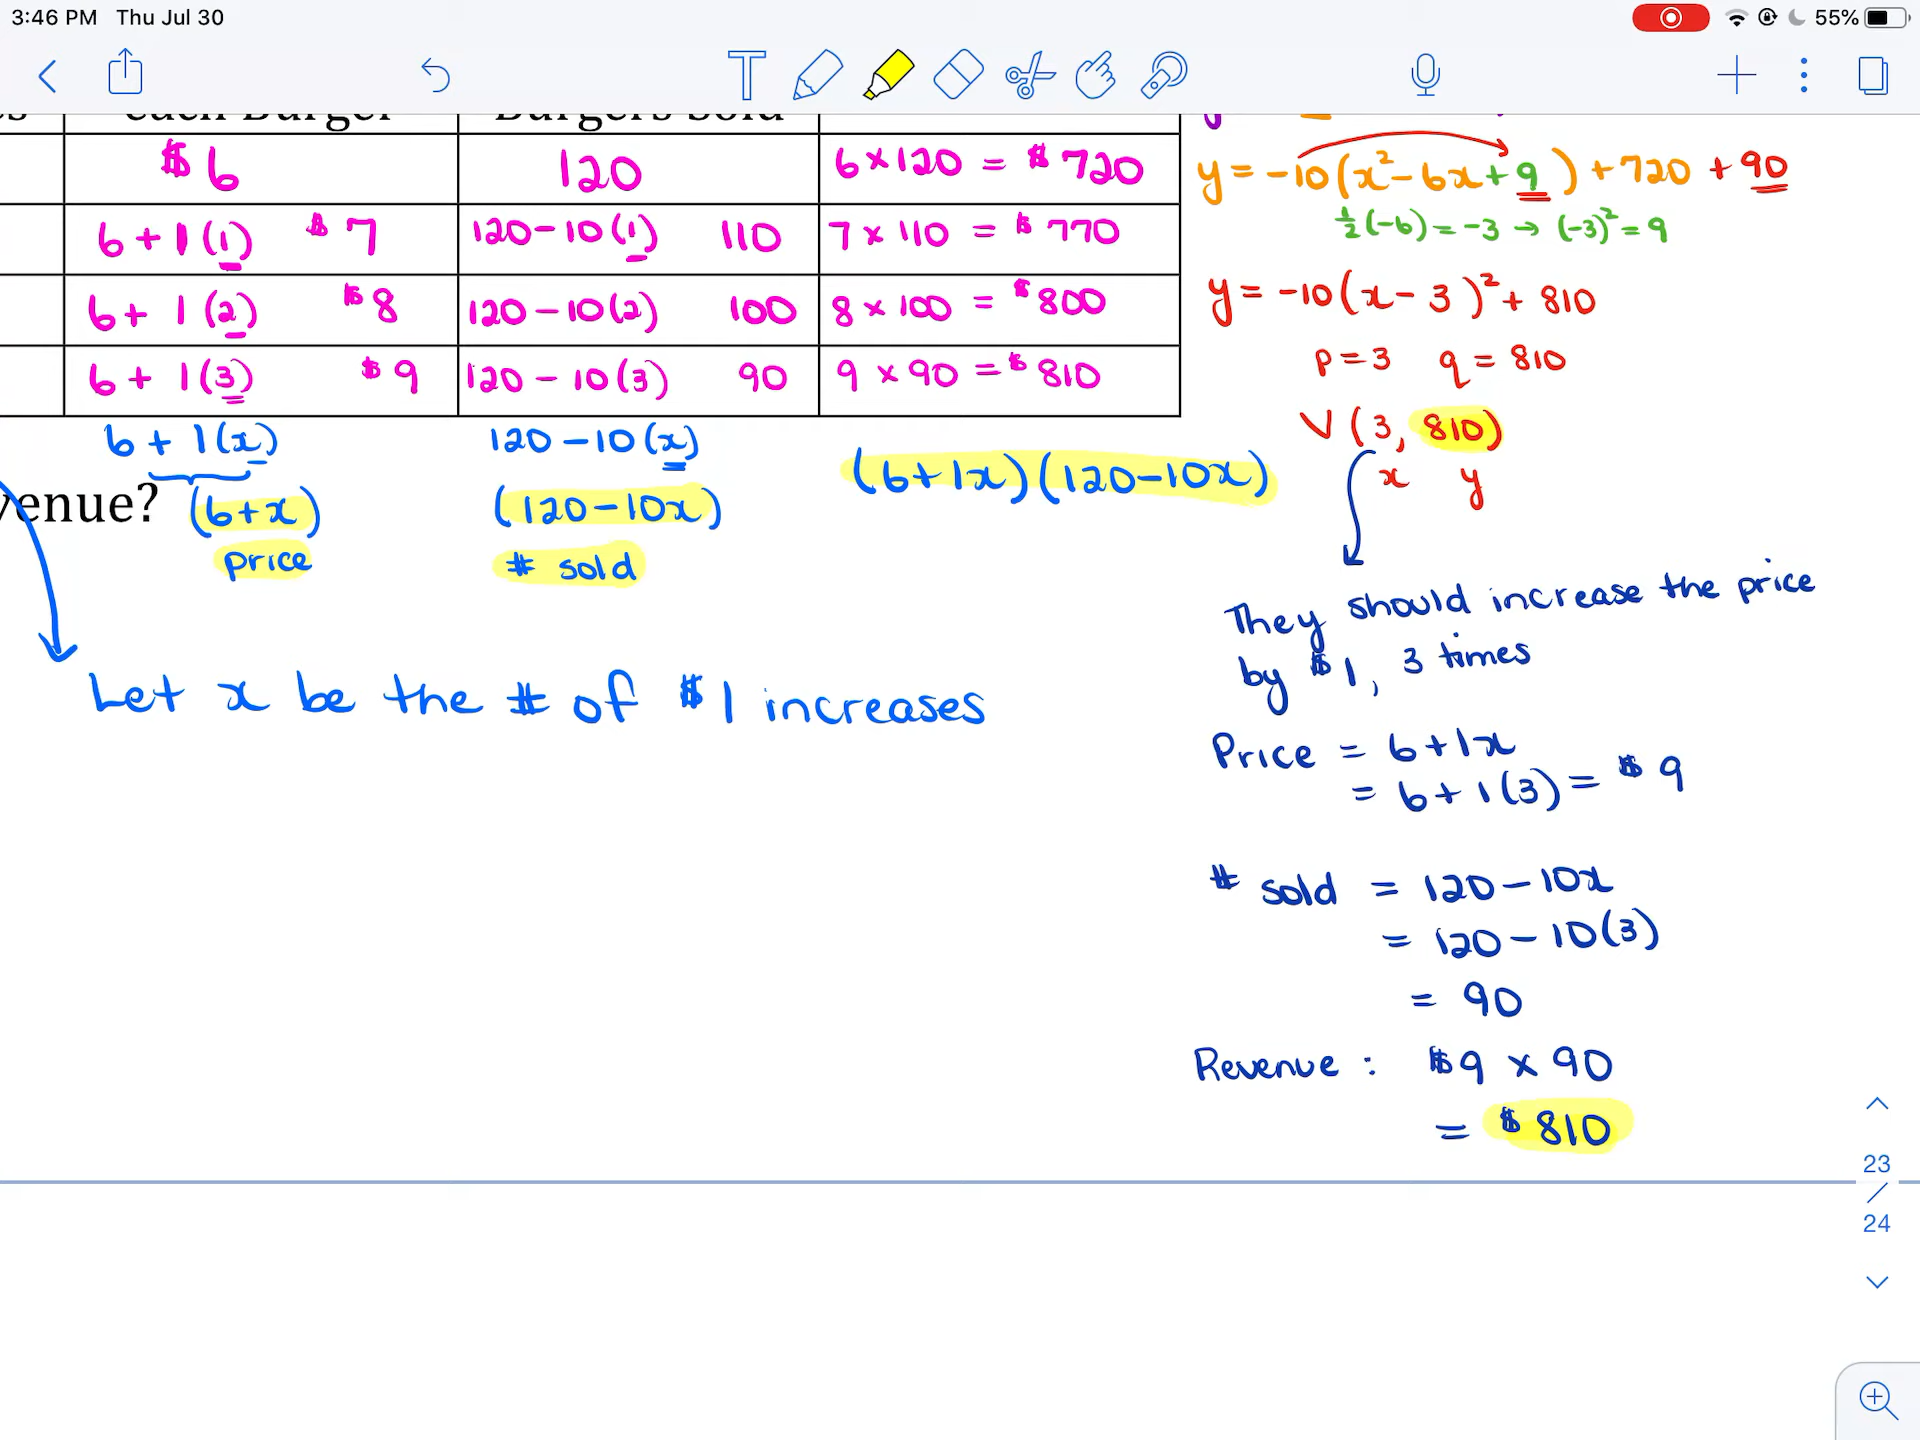 3:46 PM Thu Jul 30
55%
each Burger
Burgers Sold
$6
120
6 × 120 = $720
6 + 1(1) $7
120 - 10(1) 110
7 × 110 = $770
6 + 1(2) $8
120 - 10(2) 100
8 × 100 = $800
6 + 1(3) $9
120 - 10(3) 90
9 × 90 = $810
6 + 1(x)
120 - 10(x)
(6+1x)(120-10x)
venue?
(6+x)
(120-10x)
price
# sold
Let x be the # of $1 increases
y = -10(x² - 6x + 9) + 720 + 90
½(-6) = -3 → (-3)² = 9
y = -10(x - 3)² + 810
p = 3 q = 810
V (3, 810)
x y
They should increase the price
by $1, 3 times
Price = 6 + 1x
= 6 + 1(3) = $9
# sold = 120 - 10x
= 120 - 10(3)
= 90
Revenue: $9 × 90
= $810
23
/
24